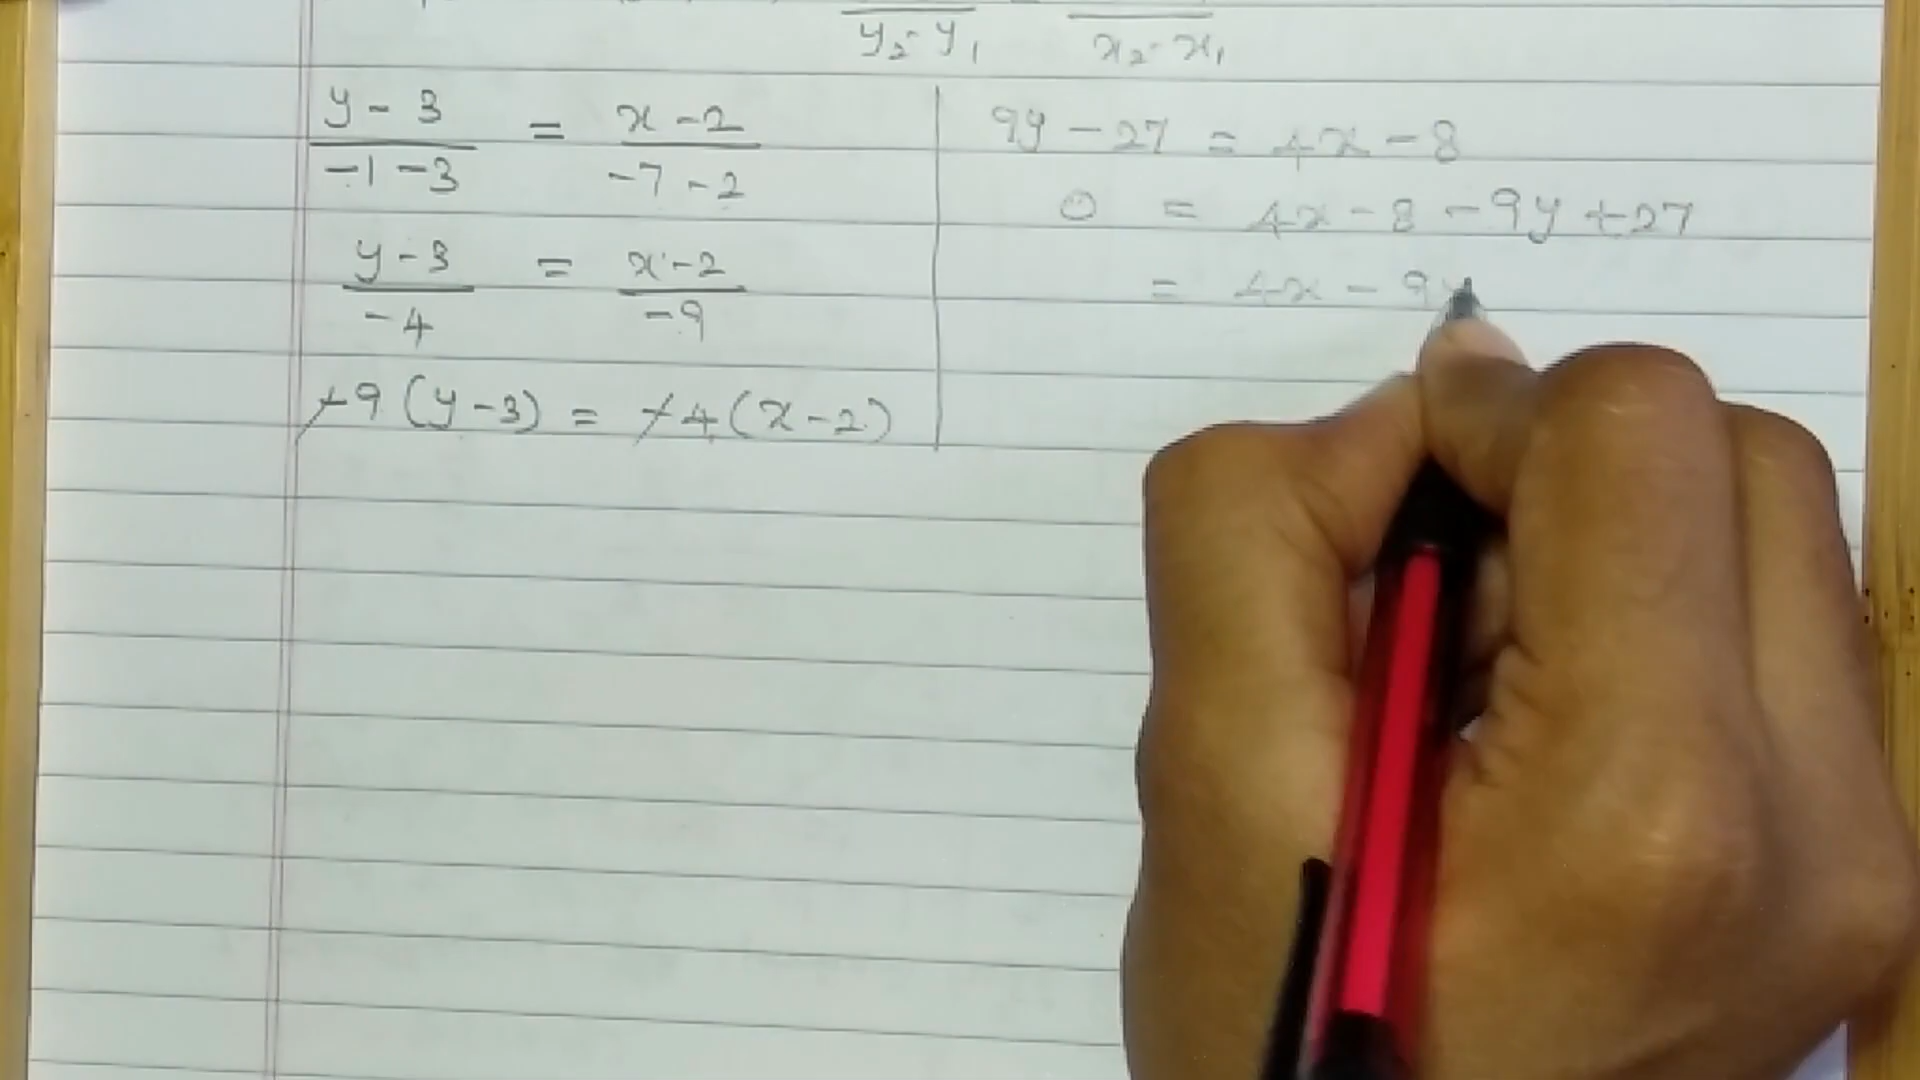 y₂-y₁ x₂-x₁
y-3 / -1-3 = x-2 / -7-2
y-3 / -4 = x-2 / -9
-9(y-3) = -4(x-2)
9y-27 = 4x-8
0 = 4x-8-9y+27
= 4x-9y